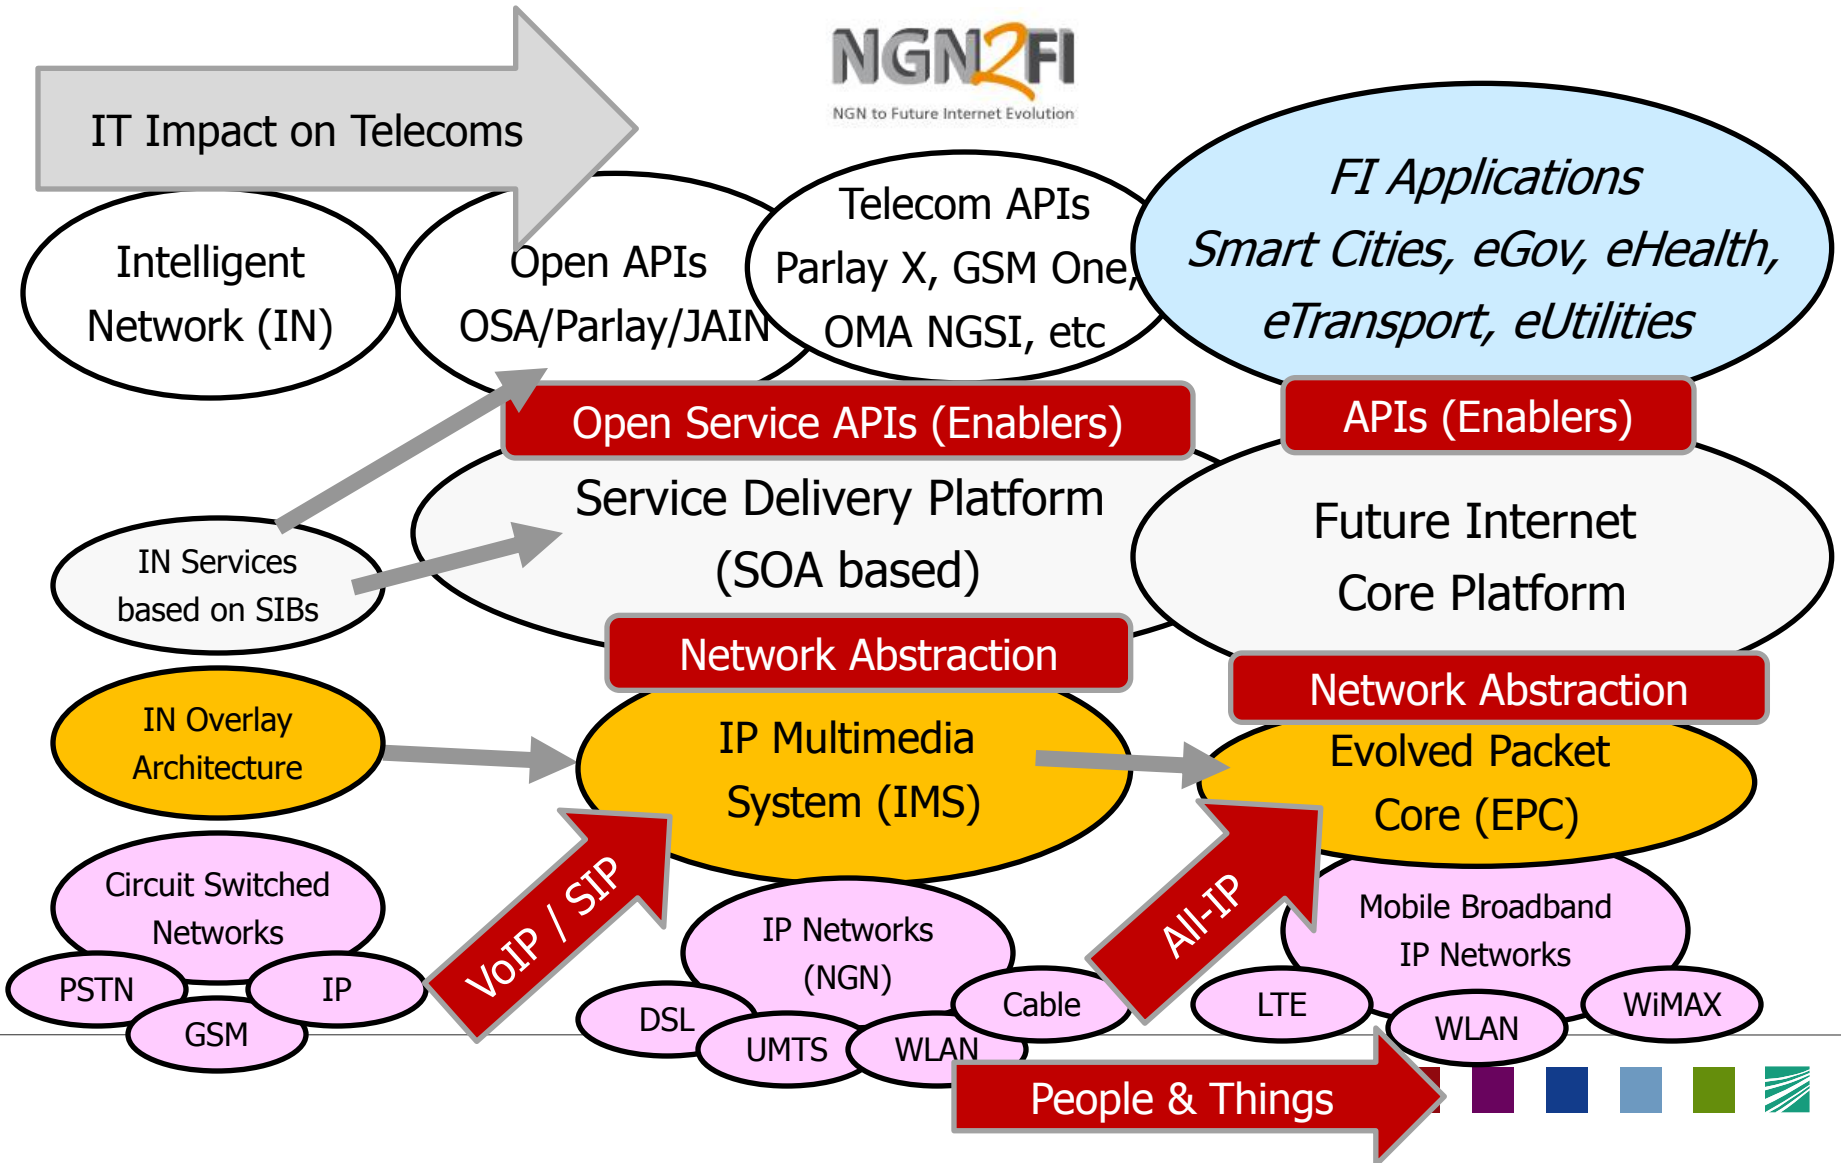 NGN2FI
NGN to Future Internet Evolution
IT Impact on Telecoms
Intelligent
Network (IN)
Open APIs
OSA/Parlay/JAIN
Telecom APIs
Parlay X, GSM One,
OMA NGSI, etc
FI Applications
Smart Cities, eGov, eHealth,
eTransport, eUtilities
Open Service APIs (Enablers)
APIs (Enablers)
Service Delivery Platform
(SOA based)
Future Internet
Core Platform
IN Services
based on SIBs
Network Abstraction
Network Abstraction
IN Overlay
Architecture
IP Multimedia
System (IMS)
Evolved Packet
Core (EPC)
Circuit Switched
Networks
PSTN
IP
GSM
VoIP / SIP
IP Networks
(NGN)
DSL
UMTS
WLAN
Cable
All-IP
Mobile Broadband
IP Networks
LTE
WLAN
WiMAX
People & Things